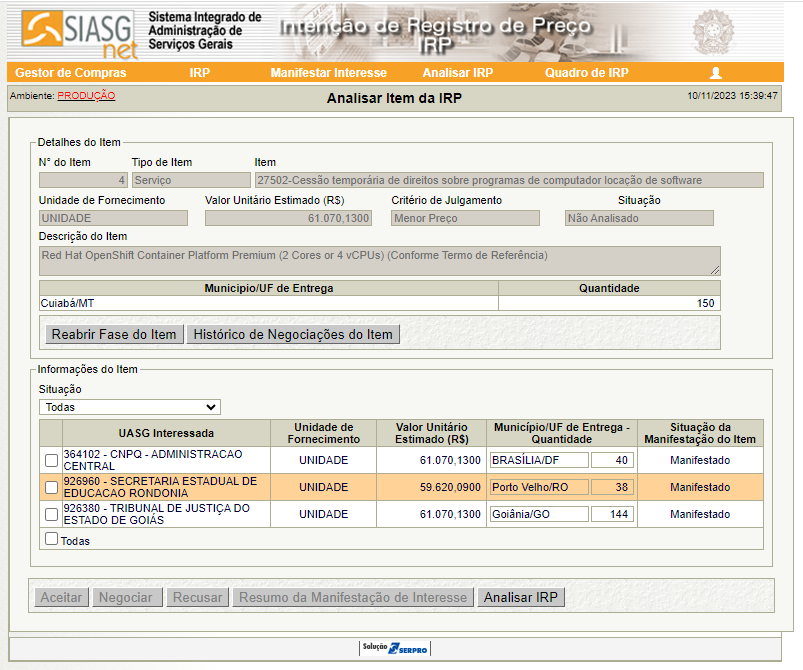 SIASG
net
Sistema Integrado de
Administração de
Serviços Gerais
Intenção de Registro de Preço
IRP
Gestor de Compras IRP Manifestar Interesse Analisar IRP Quadro de IRP
Ambiente: PRODUÇÃO Analisar Item da IRP 10/11/2023 15:39:47
Detalhes do Item
N° do Item Tipo de Item Item
4 Serviço 27502-Cessão temporária de direitos sobre programas de computador locação de software
Unidade de Fornecimento Valor Unitário Estimado (R$) Critério de Julgamento Situação
UNIDADE 61.070,1300 Menor Preço Não Analisado
Descrição do Item
Red Hat OpenShift Container Platform Premium (2 Cores or 4 vCPUs) (Conforme Termo de Referência)
Municipio/UF de Entrega Quantidade
Cuiabá/MT 150
Reabrir Fase do Item Histórico de Negociações do Item
Informações do Item
Situação
Todas
UASG Interessada Unidade de Fornecimento Valor Unitário Estimado (R$) Município/UF de Entrega - Quantidade Situação da Manifestação do Item
364102 - CNPQ - ADMINISTRACAO
CENTRAL UNIDADE 61.070,1300 BRASÍLIA/DF 40 Manifestado
926960 - SECRETARIA ESTADUAL DE
EDUCACAO RONDONIA UNIDADE 59.620,0900 Porto Velho/RO 38 Manifestado
926380 - TRIBUNAL DE JUSTIÇA DO
ESTADO DE GOIÁS UNIDADE 61.070,1300 Goiânia/GO 144 Manifestado
Todas
Aceitar Negociar Recusar Resumo da Manifestação de Interesse Analisar IRP
Solução SERPRO